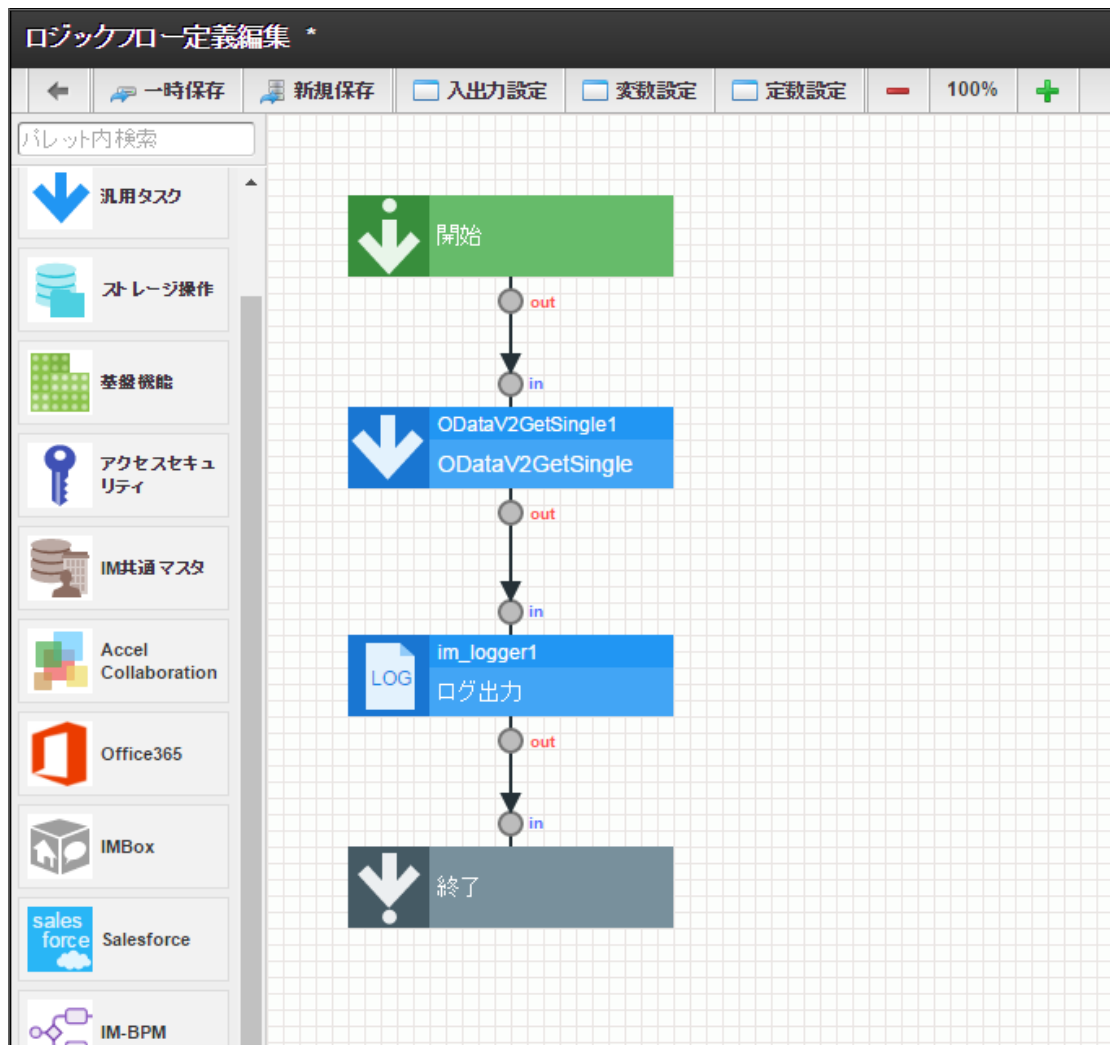 ロジックフロー定義編集 *
一時保存 新規保存 入出力設定 変数設定 定数設定 100%
パレット内検索
汎用タスク
ストレージ操作
基盤機能
アクセスセキュ
リティ
IM共通マスタ
Accel
Collaboration
Office365
IMBox
sales
force
Salesforce
IM-BPM
開始
out
in
ODataV2GetSingle1
ODataV2GetSingle
out
in
im_logger1
LOG
ログ出力
out
in
終了